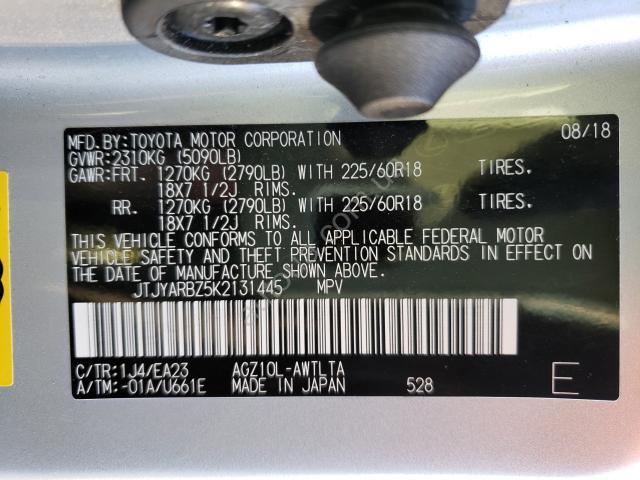 MFD.BY:TOYOTA MOTOR CORPORATION 08/18
GVWR:2310KG (5090LB)
GAWR:FRT. 1270KG (2790LB) WITH 225/60R18 TIRES.
18X7 1/2J RIMS.
RR. 1270KG (2790LB) WITH 225/60R18 TIRES.
18X7 1/2J RIMS.
THIS VEHICLE CONFORMS TO ALL APPLICABLE FEDERAL MOTOR
VEHICLE SAFETY AND THEFT PREVENTION STANDARDS IN EFFECT ON
THE DATE OF MANUFACTURE SHOWN ABOVE.
JTJYARBZ5K2131445 MPV
C/TR:1J4/EA23 AGZ10L-AWTLTA
A/TM:-01A/U661E MADE IN JAPAN 528 E